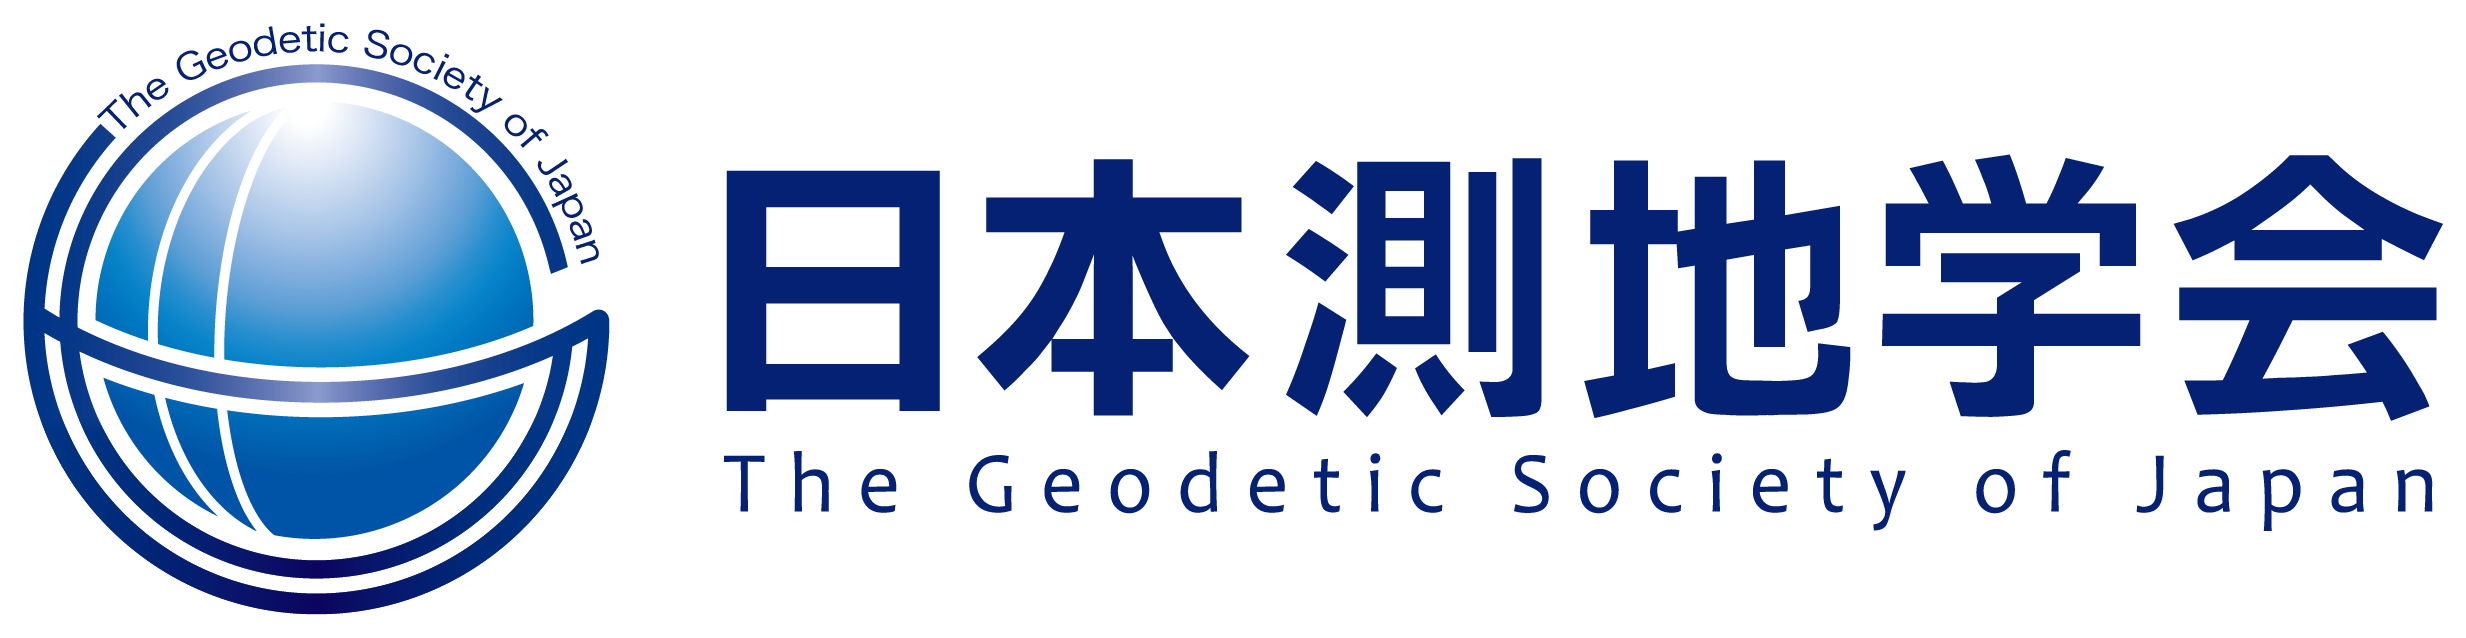 The Geodetic Society of Japan
日本測地学会
The Geodetic Society of Japan